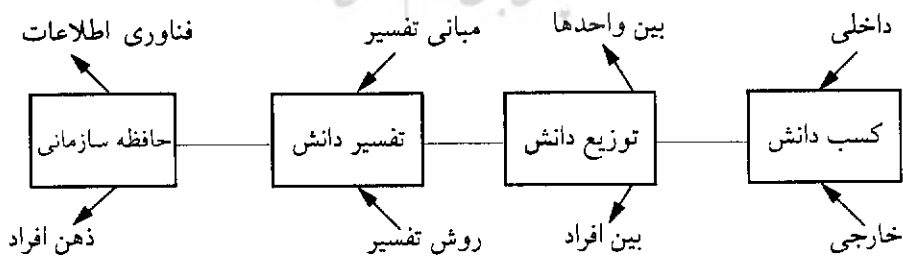 داخلی
بین واحدها
مبانی تفسیر
فناوری اطلاعات
کسب دانش
توزیع دانش
تفسیر دانش
حافظه سازمانی
خارجی
بین افراد
روش تفسیر
ذهن افراد